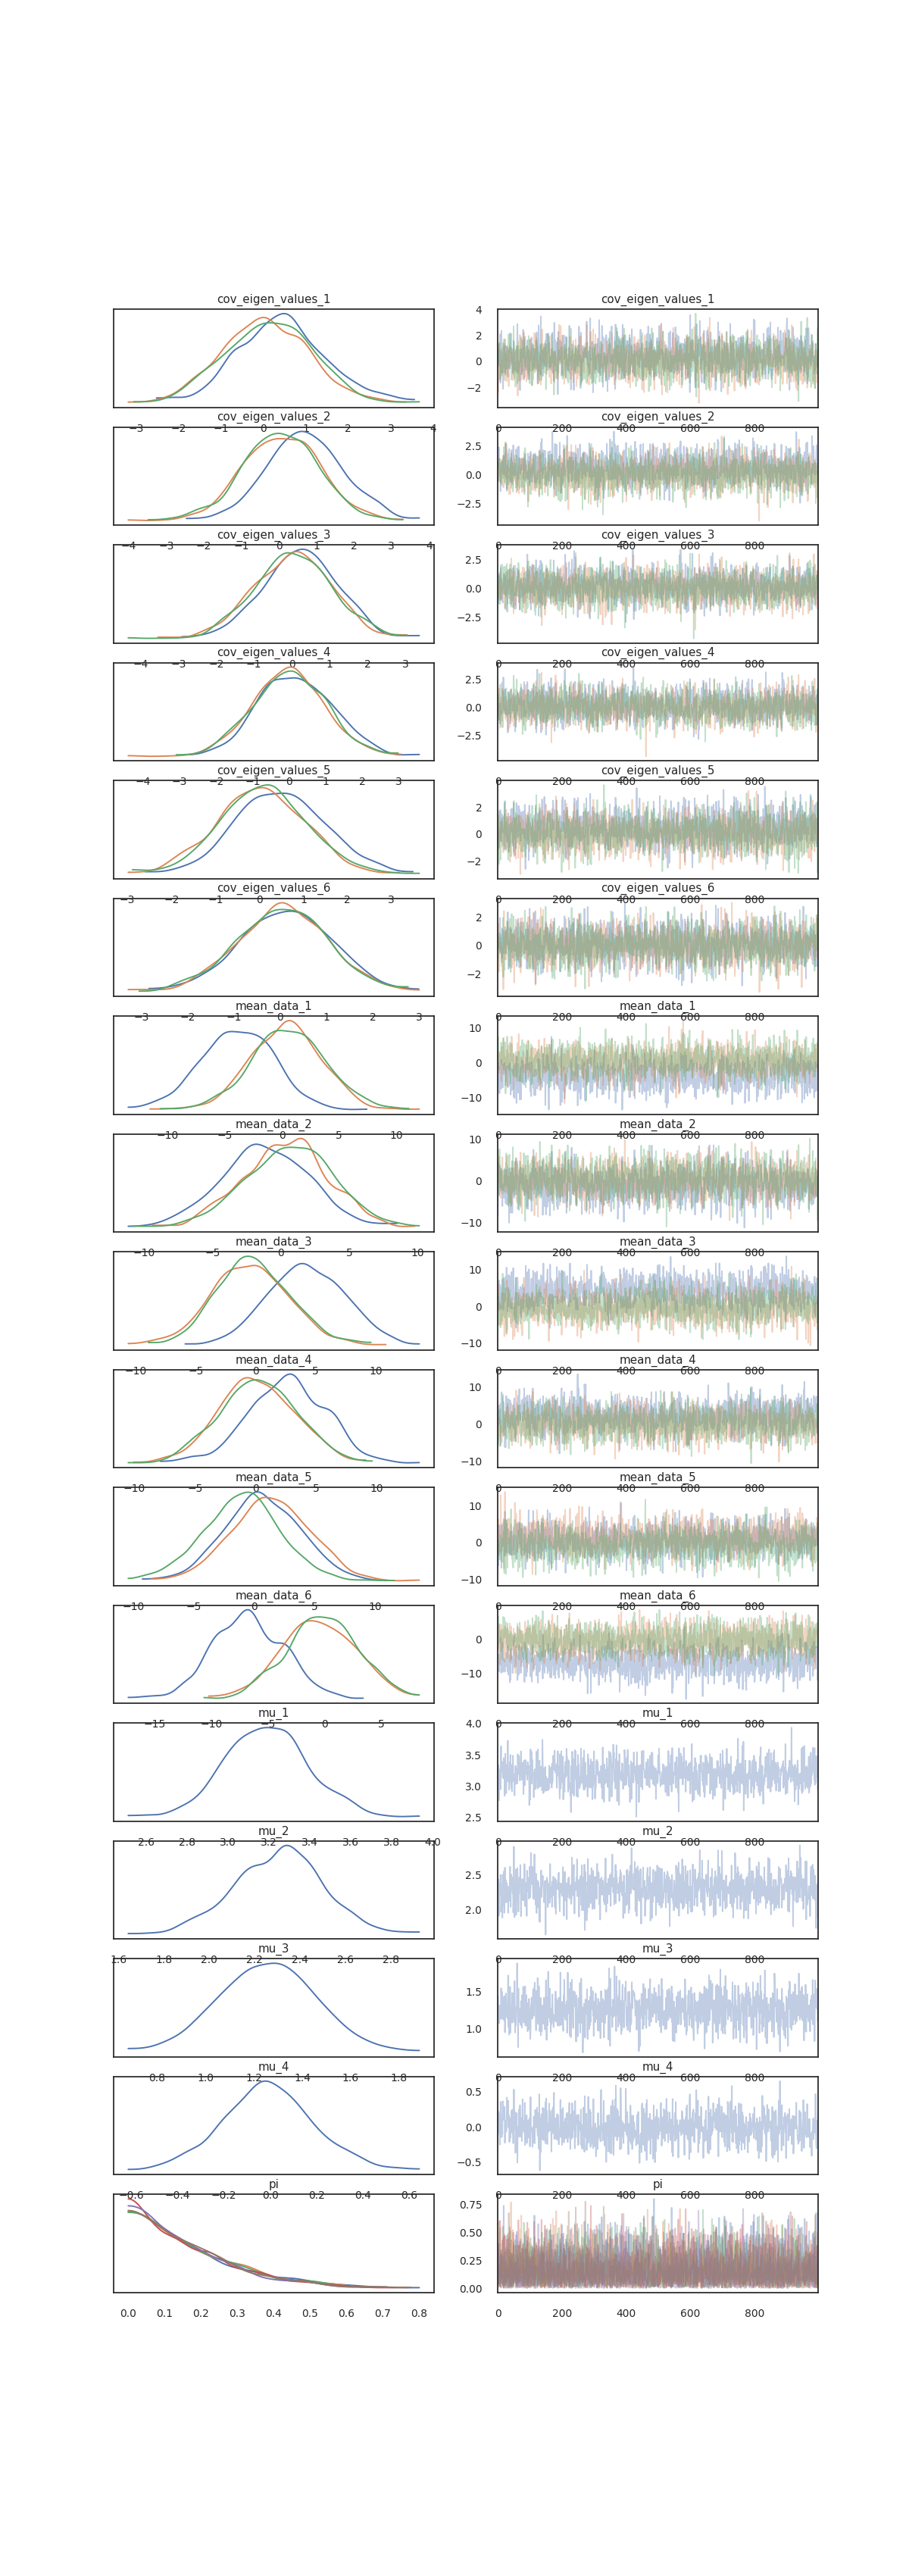 cov_eigen_values_1 cov_eigen_values_1
4
2
0
−2
cov_eigen_values_2 cov_eigen_values_2
−3 −2 −1 0 1 2 3 4 0 200 400 600 800
2.5
0.0
−2.5
cov_eigen_values_3 cov_eigen_values_3
−4 −3 −2 −1 0 1 2 3 4 0 200 400 600 800
2.5
0.0
−2.5
cov_eigen_values_4 cov_eigen_values_4
−4 −3 −2 −1 0 1 2 3 0 200 400 600 800
2.5
0.0
−2.5
cov_eigen_values_5 cov_eigen_values_5
−4 −3 −2 −1 0 1 2 3 0 200 400 600 800
2
0
−2
cov_eigen_values_6 cov_eigen_values_6
−3 −2 −1 0 1 2 3 0 200 400 600 800
2
0
−2
mean_data_1 mean_data_1
−3 −2 −1 0 1 2 3 0 200 400 600 800
10
0
−10
mean_data_2 mean_data_2
−10 −5 0 5 10 0 200 400 600 800
10
0
−10
mean_data_3 mean_data_3
−10 −5 0 5 10 0 200 400 600 800
10
0
−10
mean_data_4 mean_data_4
−10 −5 0 5 10 0 200 400 600 800
10
0
−10
mean_data_5 mean_data_5
−10 −5 0 5 10 0 200 400 600 800
10
0
−10
mean_data_6 mean_data_6
−10 −5 0 5 10 0 200 400 600 800
0
−10
mu_1 mu_1
−15 −10 −5 0 5 0 200 400 600 800
4.0
3.5
3.0
2.5
mu_2 mu_2
2.6 2.8 3.0 3.2 3.4 3.6 3.8 4.0 0 200 400 600 800
2.5
2.0
mu_3 mu_3
1.6 1.8 2.0 2.2 2.4 2.6 2.8 0 200 400 600 800
1.5
1.0
mu_4 mu_4
0.8 1.0 1.2 1.4 1.6 1.8 0 200 400 600 800
0.5
0.0
−0.5
pi pi
−0.6 −0.4 −0.2 0.0 0.2 0.4 0.6 0 200 400 600 800
0.75
0.50
0.25
0.00
0.0 0.1 0.2 0.3 0.4 0.5 0.6 0.7 0.8 0 200 400 600 800